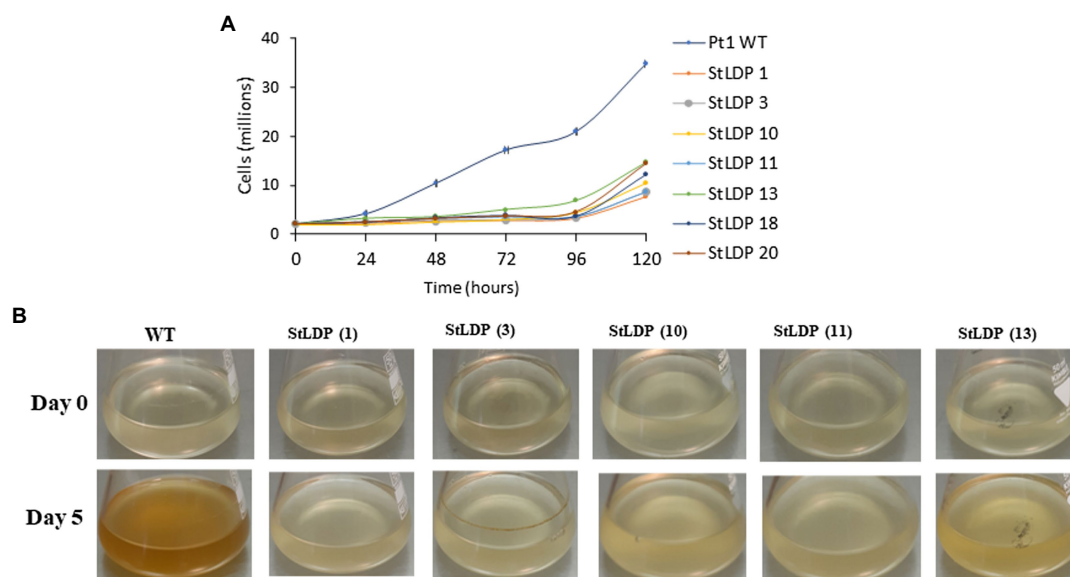 A
Cells (millions)
40
30
20
10
0
0 24 48 72 96 120
Time (hours)
Pt1 WT
StLDP 1
StLDP 3
StLDP 10
StLDP 11
StLDP 13
StLDP 18
StLDP 20
B
WT StLDP (1) StLDP (3) StLDP (10) StLDP (11) StLDP (13)
Day 0
Day 5